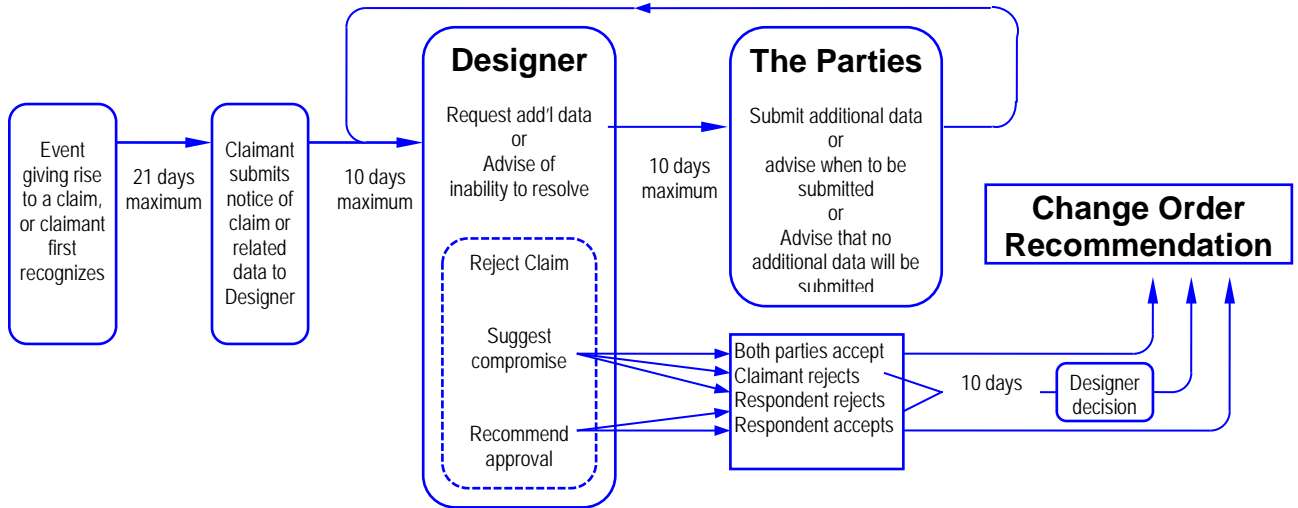 Event
giving rise
to a claim,
or claimant
first
recognizes
21 days
maximum
Claimant
submits
notice of
claim or
related
data to
Designer
10 days
maximum
Designer
Request add'l data
or
Advise of
inability to resolve
Reject Claim
Suggest
compromise
Recommend
approval
10 days
maximum
The Parties
Submit additional data
or
advise when to be
submitted
or
Advise that no
additional data will be
submitted
Both parties accept
Claimant rejects
Respondent rejects
Respondent accepts
10 days
Designer
decision
Change Order
Recommendation